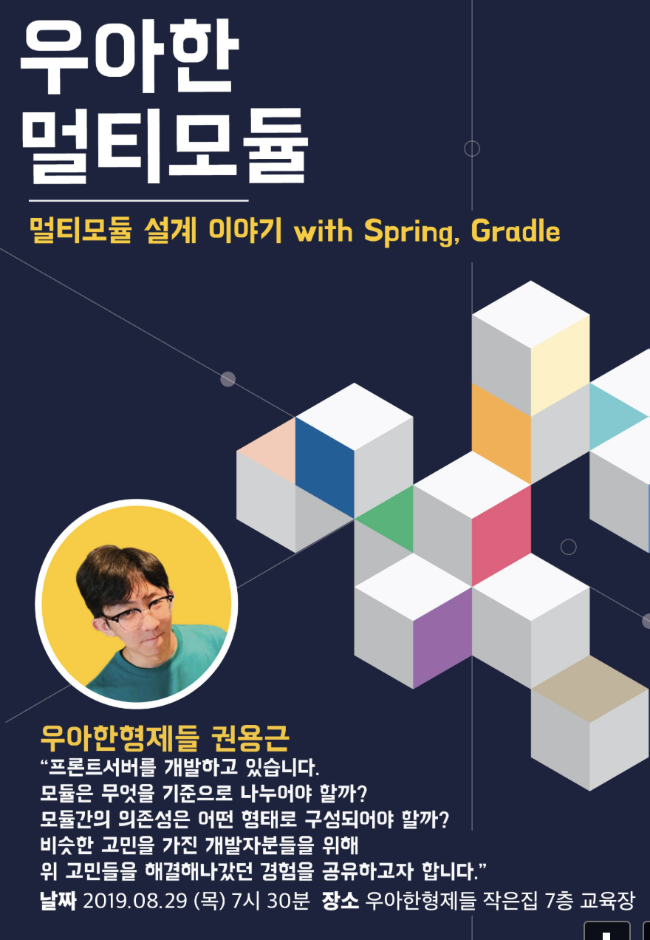 우아한
멀티모듈
멀티모듈 설계 이야기 with Spring, Gradle
우아한형제들 권용근
“프론트서버를 개발하고 있습니다.
모듈은 무엇을 기준으로 나누어야 할까?
모듈간의 의존성은 어떤 형태로 구성되어야 할까?
비슷한 고민을 가진 개발자분들을 위해
위 고민들을 해결해나갔던 경험을 공유하고자 합니다.”
날짜 2019.08.29 (목) 7시 30분 장소 우아한형제들 작은집 7층 교육장